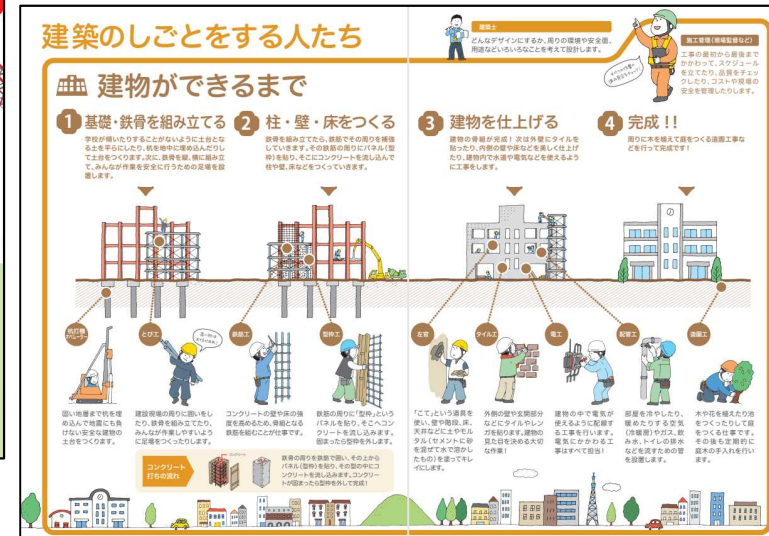 建築のしごとをする人たち
建築士
どんなデザインにするか、周りの環境や安全面、
用途などいろいろなことを考えて設計します。
施工管理(現場監督など)
工事の最初から最後まで
かかわって、スケジュール
を立てたり、品質をチェッ
クしたり、コストや現場の
安全を管理したりします。
建物ができるまで
1 基礎・鉄骨を組み立てる
学校が傾いたりすることがないように土台とな
る土を平らにしたり、杭を地中に埋め込んだりし
て土台をつくります。次に、鉄骨を縦、横に組み立
て、みんなが作業を安全に行うための足場を設
置します。
2 柱・壁・床をつくる
鉄骨を組み立てたら、鉄筋でその周りを補強
していきます。その鉄筋の周りにパネル(型
枠)を貼り、そこにコンクリートを流し込んで
柱や壁、床などをつくっていきます。
3 建物を仕上げる
建物の骨組が完成!次は外壁にタイルを
貼ったり、内側の壁や床などを美しく仕上げ
たり、建物内で水道や電気などを使えるよう
に工事をします。
4 完成!!
周りに木を植えて庭をつくる造園工事な
どを行って完成です!
杭打機
オペレーター
固い地層まで杭を埋
め込んで地震にも負
けない安全な建物の
土台をつくります。
とび工
建設現場の周りに囲いをし
たり、鉄骨を組み立てたり、
みんなが作業しやすいよう
に足場をつくったりします。
鉄筋工
コンクリートの壁や床の強
度を高めるため、骨組となる
鉄筋を組むことが仕事です。
型枠工
鉄筋の周りに「型枠」という
パネルを貼り、そこへコン
クリートを流し込みます。
固まったら型枠を外します。
左官
「こて」という道具を
使い、壁や階段、床、
天井などに土やモル
タル(セメントに砂
を混ぜて水で溶かし
たもの)を塗ってキレ
イにします。
タイル工
外側の壁や玄関部分
などにタイルやレン
ガを貼ります。建物の
見た目を決める大切
な作業!
電工
建物の中で電気が
使えるように配線す
る工事を行います。
電気にかかわる工
事はすべて担当!
配管工
部屋を冷やしたり、
暖めたりする空気
(冷暖房)やガス、飲
み水、トイレの排水
などを流すための管
を設置します。
造園工
木や花を植えたり池
をつくったりして庭
をつくる仕事です。
その後も定期的に
庭木の手入れを行い
ます。
コンクリート
打ちの流れ
鉄骨の周りを鉄筋で囲い、その上から
パネル(型枠)を貼り、その型の中にコ
ンクリートを流し込みます。コンクリー
トが固まったら型枠を外して完成!